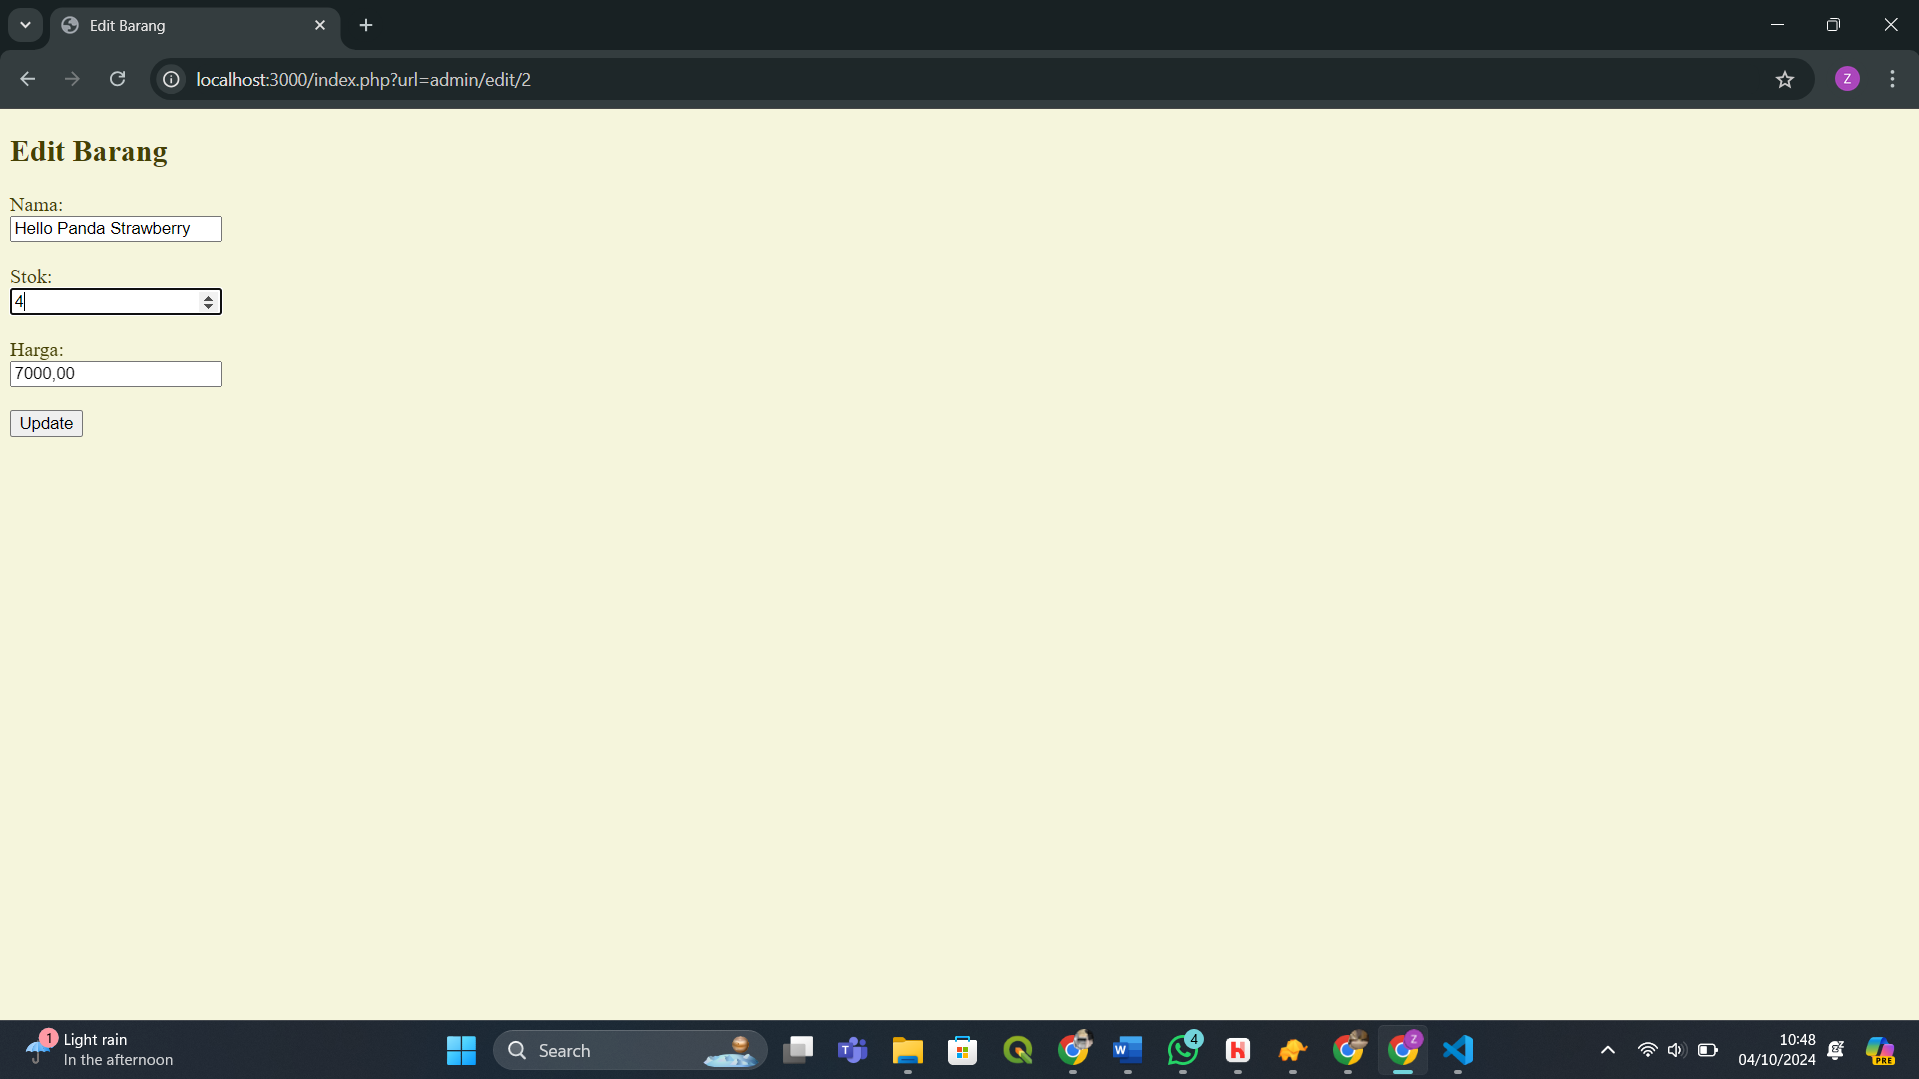 Edit Barang
localhost:3000/index.php?url=admin/edit/2
Z
Edit Barang
Nama:
Hello Panda Strawberry
Stok:
4
Harga:
7000,00
Update
1
Light rain
In the afternoon
Search
T
W
4
H
Z
10:48
04/10/2024
PRE